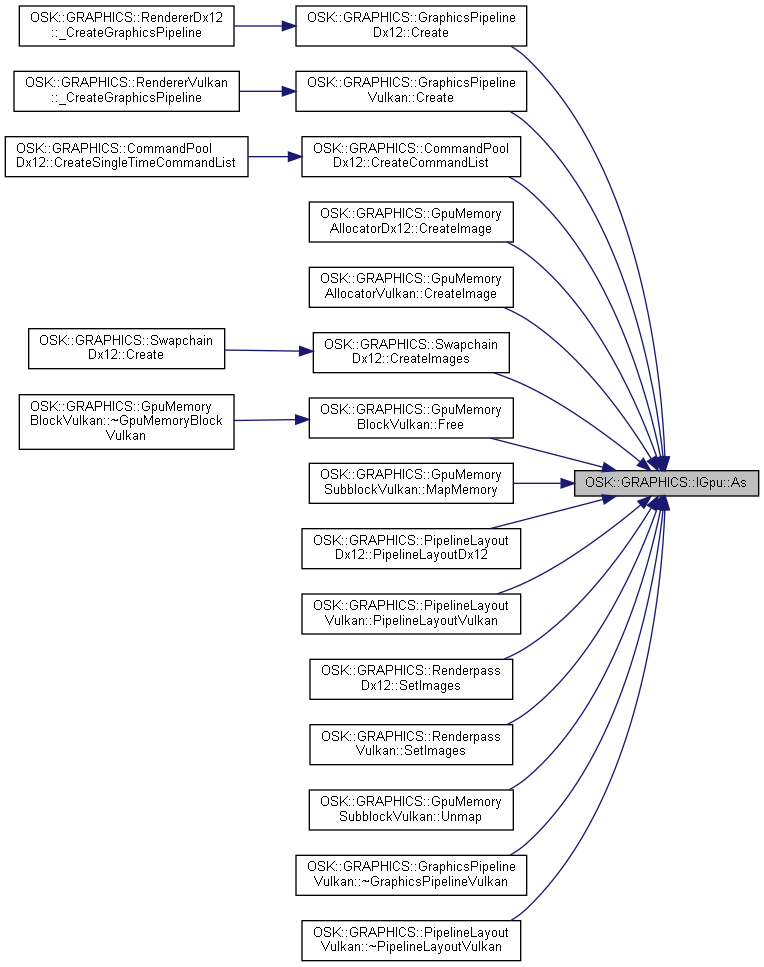 OSK::GRAPHICS::RendererDx12
::_CreateGraphicsPipeline
OSK::GRAPHICS::GraphicsPipeline
Dx12::Create
OSK::GRAPHICS::RendererVulkan
::_CreateGraphicsPipeline
OSK::GRAPHICS::GraphicsPipeline
Vulkan::Create
OSK::GRAPHICS::CommandPool
Dx12::CreateSingleTimeCommandList
OSK::GRAPHICS::CommandPool
Dx12::CreateCommandList
OSK::GRAPHICS::GpuMemory
AllocatorDx12::CreateImage
OSK::GRAPHICS::GpuMemory
AllocatorVulkan::CreateImage
OSK::GRAPHICS::Swapchain
Dx12::Create
OSK::GRAPHICS::Swapchain
Dx12::CreateImages
OSK::GRAPHICS::GpuMemory
BlockVulkan::~GpuMemoryBlock
Vulkan
OSK::GRAPHICS::GpuMemory
BlockVulkan::Free
OSK::GRAPHICS::GpuMemory
SubblockVulkan::MapMemory
OSK::GRAPHICS::IGpu::As
OSK::GRAPHICS::PipelineLayout
Dx12::PipelineLayoutDx12
OSK::GRAPHICS::PipelineLayout
Vulkan::PipelineLayoutVulkan
OSK::GRAPHICS::Renderpass
Dx12::SetImages
OSK::GRAPHICS::Renderpass
Vulkan::SetImages
OSK::GRAPHICS::GpuMemory
SubblockVulkan::Unmap
OSK::GRAPHICS::GraphicsPipeline
Vulkan::~GraphicsPipelineVulkan
OSK::GRAPHICS::PipelineLayout
Vulkan::~PipelineLayoutVulkan